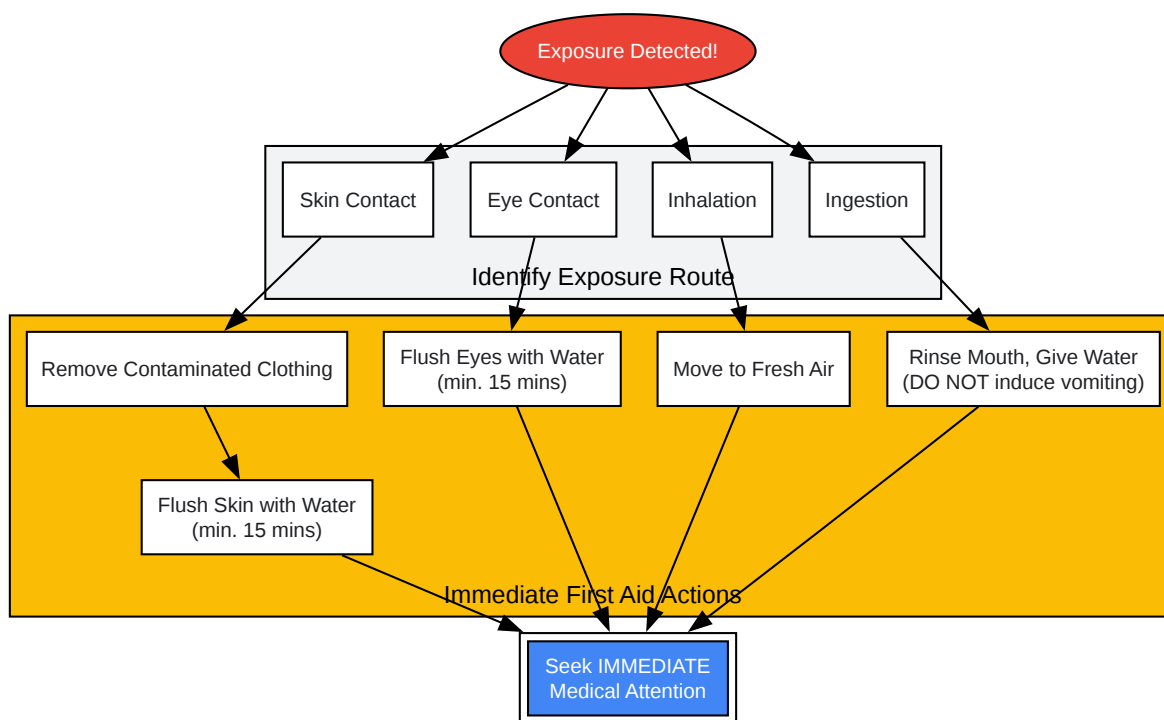 Exposure Detected!
Skin Contact
Eye Contact
Inhalation
Ingestion
Identify Exposure Route
Remove Contaminated Clothing
Flush Eyes with Water
(min. 15 mins)
Move to Fresh Air
Rinse Mouth, Give Water
(DO NOT induce vomiting)
Flush Skin with Water
(min. 15 mins)
Immediate First Aid Actions
Seek IMMEDIATE
Medical Attention